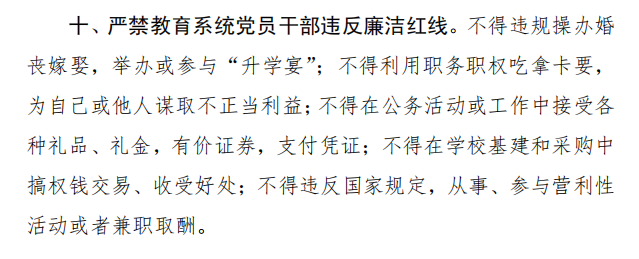 十、严禁教育系统党员干部违反廉洁红线。不得违规操办婚
丧嫁娶，举办或参与“升学宴”；不得利用职务职权吃拿卡要，
为自己或他人谋取不正当利益；不得在公务活动或工作中接受各
种礼品、礼金，有价证券，支付凭证；不得在学校基建和采购中
搞权钱交易、收受好处；不得违反国家规定，从事、参与营利性
活动或者兼职取酬。